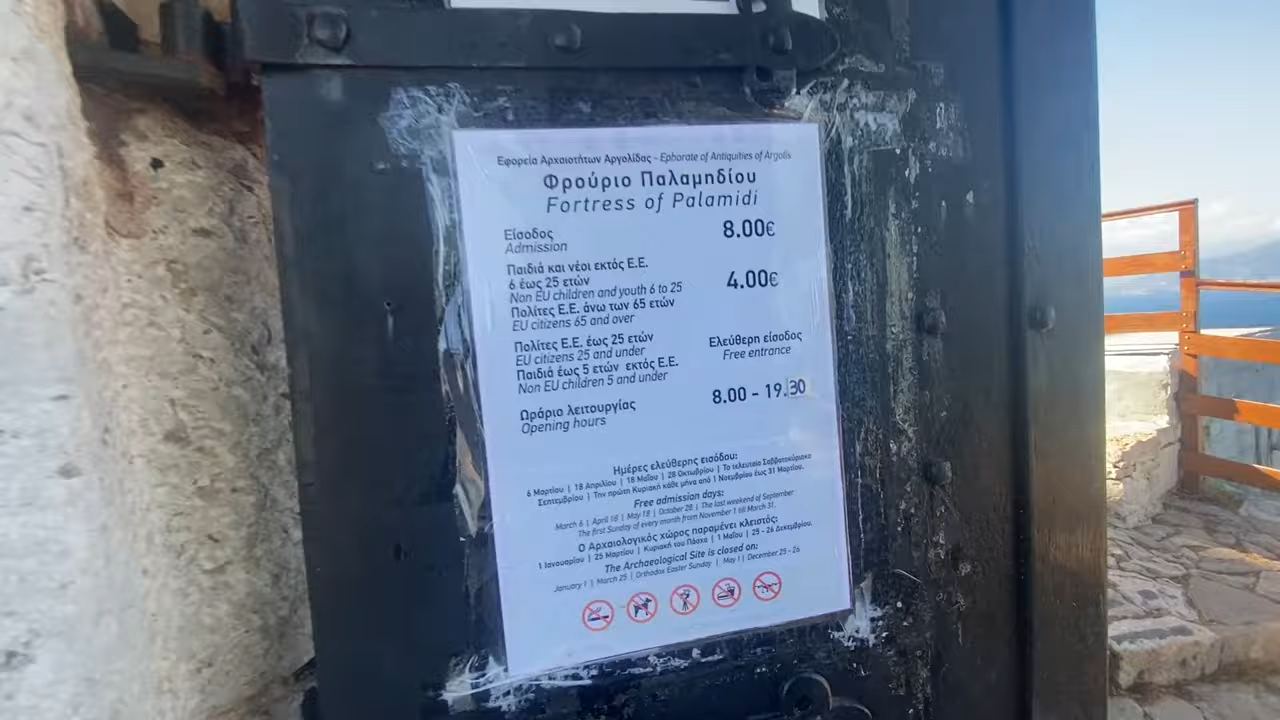 Εφορεία Αρχαιοτήτων Αργολίδας - Ephorate of Antiquities of Argolis
Φρούριο Παλαμηδίου
Fortress of Palamidi
Είσοδος 8.00€
Admission
Παιδιά και νέοι εκτός Ε.Ε.
6 έως 25 ετών 4.00€
Non EU children and youth 6 to 25
Πολίτες Ε.Ε. άνω των 65 ετών
EU citizens 65 and over
Πολίτες Ε.Ε. έως 25 ετών Ελεύθερη είσοδος
EU citizens 25 and under Free entrance
Παιδιά έως 5 ετών εκτός Ε.Ε.
Non EU children 5 and under
Ωράριο λειτουργίας 8.00 - 19.30
Opening hours
Ημέρες ελεύθερης εισόδου:
6 Μαρτίου | 18 Απριλίου | 18 Μαΐου | 28 Οκτωβρίου | Το τελευταίο Σαββατοκύριακο
Σεπτεμβρίου | Την πρώτη Κυριακή κάθε μήνα από 1 Νοεμβρίου έως 31 Μαρτίου.
Free admission days:
March 6 | April 18 | May 18 | October 28 | The last weekend of September
The first Sunday of every month from November 1 till March 31.
Ο Αρχαιολογικός χώρος παραμένει κλειστός:
1 Ιανουαρίου | 25 Μαρτίου | Κυριακή του Πάσχα | 1 Μαΐου | 25 - 26 Δεκεμβρίου.
The Archaeological Site is closed on:
January 1 | March 25 | Orthodox Easter Sunday | May 1 | December 25 - 26